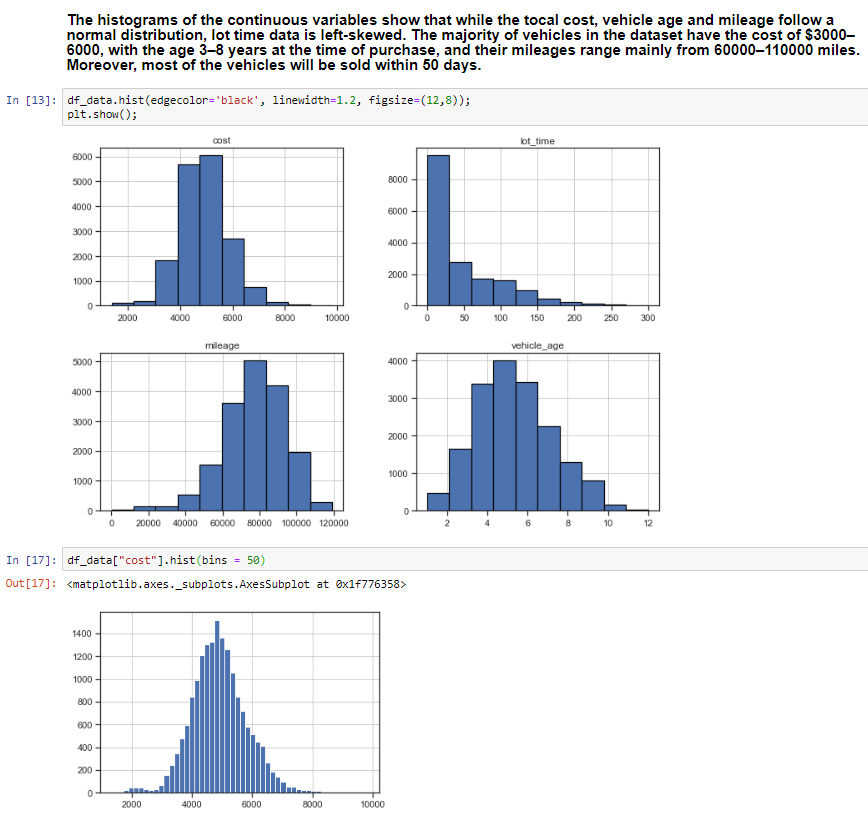 The histograms of the continuous variables show that while the tocal cost, vehicle age and mileage follow a
normal distribution, lot time data is left-skewed. The majority of vehicles in the dataset have the cost of $3000–
6000, with the age 3–8 years at the time of purchase, and their mileages range mainly from 60000–110000 miles.
Moreover, most of the vehicles will be sold within 50 days.
In [13]: df_data.hist(edgecolor='black', linewidth=1.2, figsize=(12,8));
plt.show();
cost
6000
5000
4000
3000
2000
1000
0
2000 4000 6000 8000 10000
lot_time
8000
6000
4000
2000
0
0 50 100 150 200 250 300
mileage
5000
4000
3000
2000
1000
0
0 20000 40000 60000 80000 100000 120000
vehicle_age
4000
3000
2000
1000
0
2 4 6 8 10 12
In [17]: df_data["cost"].hist(bins = 50)
Out[17]: <matplotlib.axes._subplots.AxesSubplot at 0x1f776358>
1400
1200
1000
800
600
400
200
0
2000 4000 6000 8000 10000